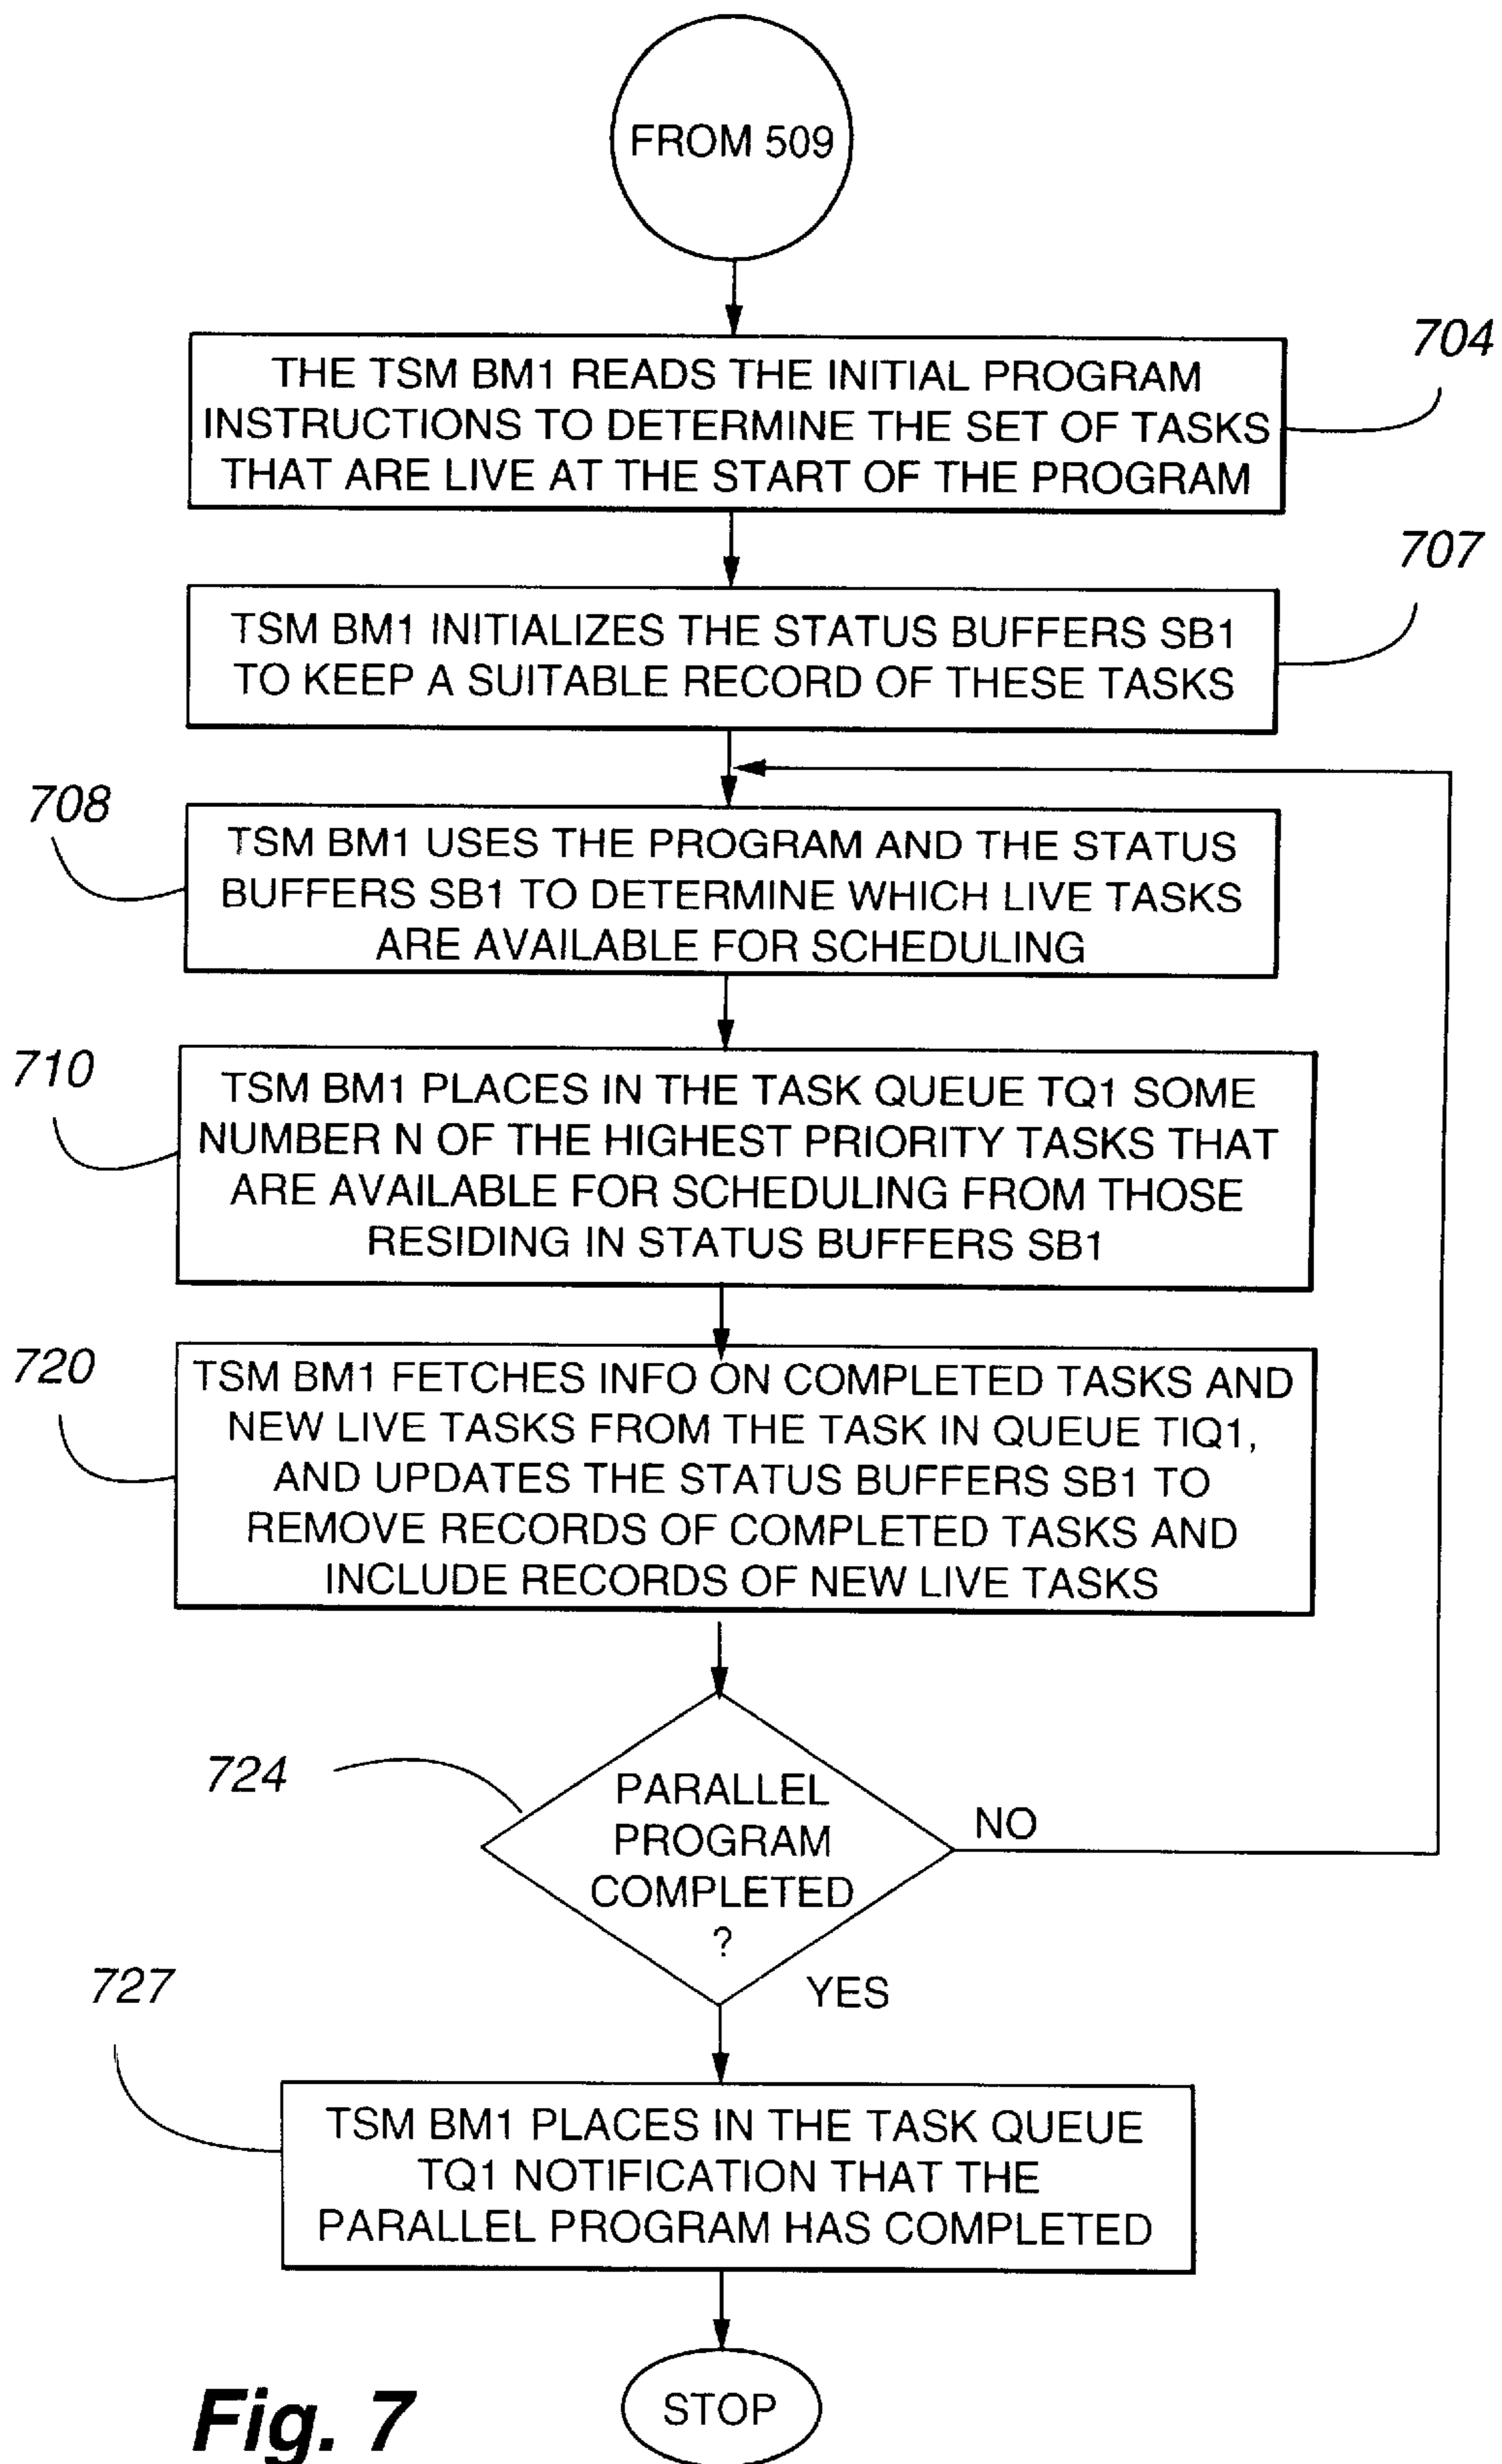 FROM 509
704
THE TSM BM1 READS THE INITIAL PROGRAM
INSTRUCTIONS TO DETERMINE THE SET OF TASKS
THAT ARE LIVE AT THE START OF THE PROGRAM
707
TSM BM1 INITIALIZES THE STATUS BUFFERS SB1
TO KEEP A SUITABLE RECORD OF THESE TASKS
708
TSM BM1 USES THE PROGRAM AND THE STATUS
BUFFERS SB1 TO DETERMINE WHICH LIVE TASKS
ARE AVAILABLE FOR SCHEDULING
710
TSM BM1 PLACES IN THE TASK QUEUE TQ1 SOME
NUMBER N OF THE HIGHEST PRIORITY TASKS THAT
ARE AVAILABLE FOR SCHEDULING FROM THOSE
RESIDING IN STATUS BUFFERS SB1
720
TSM BM1 FETCHES INFO ON COMPLETED TASKS AND
NEW LIVE TASKS FROM THE TASK IN QUEUE TIQ1,
AND UPDATES THE STATUS BUFFERS SB1 TO
REMOVE RECORDS OF COMPLETED TASKS AND
INCLUDE RECORDS OF NEW LIVE TASKS
724
PARALLEL
PROGRAM
COMPLETED
?
NO
YES
727
TSM BM1 PLACES IN THE TASK QUEUE
TQ1 NOTIFICATION THAT THE
PARALLEL PROGRAM HAS COMPLETED
STOP
Fig. 7